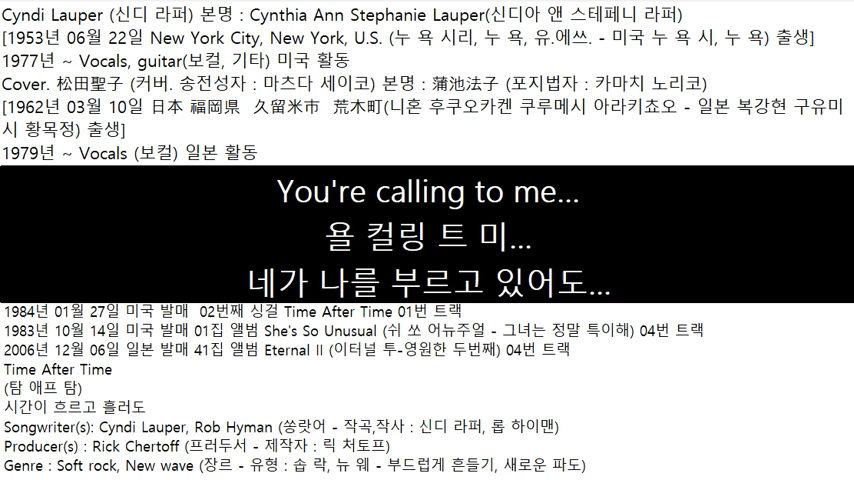 Cyndi Lauper (신디 라퍼) 본명 : Cynthia Ann Stephanie Lauper(신디아 앤 스테페니 라퍼)
[1953년 06월 22일 New York City, New York, U.S. (누 욕 시리, 누 욕, 유.에쓰. - 미국 누 욕 시, 누 욕) 출생]
1977년 ~ Vocals, guitar(보컬, 기타) 미국 활동
Cover. 松田聖子 (커버. 송전성자 : 마츠다 세이코) 본명 : 蒲池法子 (포지법자 : 카마치 노리코)
[1962년 03월 10일 日本 福岡県 久留米市 荒木町(니혼 후쿠오카켄 쿠루메시 아라키쵸오 - 일본 복강현 구유미
시 황목정) 출생]
1979년 ~ Vocals (보컬) 일본 활동
You're calling to me...
욜 컬링 트 미...
네가 나를 부르고 있어도...
1984년 01월 27일 미국 발매 02번째 싱걸 Time After Time 01번 트랙
1983년 10월 14일 미국 발매 01집 앨범 She's So Unusual (쉬 쏘 어뉴주얼 - 그녀는 정말 특이해) 04번 트랙
2006년 12월 06일 일본 발매 41집 앨범 Eternal II (이터널 투-영원한 두번째) 04번 트랙
Time After Time
(탐 애프 탐)
시간이 흐르고 흘러도
Songwriter(s): Cyndi Lauper, Rob Hyman (쏭랏어 - 작곡,작사 : 신디 라퍼, 롭 하이맨)
Producer(s) : Rick Chertoff (프러두서 - 제작자 : 릭 처토프)
Genre : Soft rock, New wave (장르 - 유형 : 솝 락, 뉴 웨 - 부드럽게 흔들기, 새로운 파도)